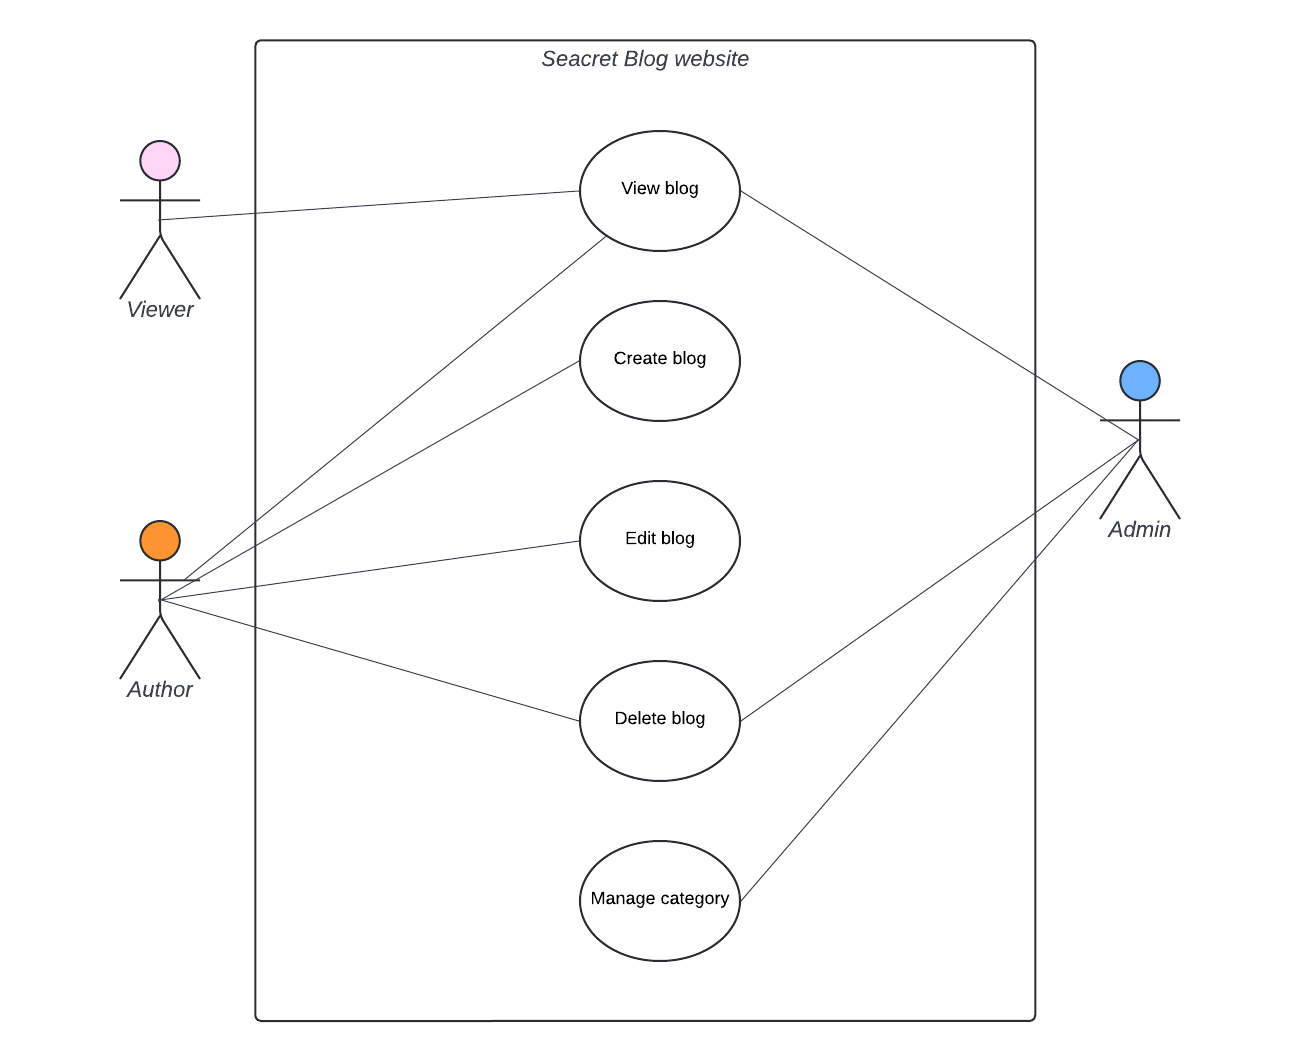 Seacret Blog website
View blog
Viewer
Create blog
Admin
Edit blog
Author
Delete blog
Manage category